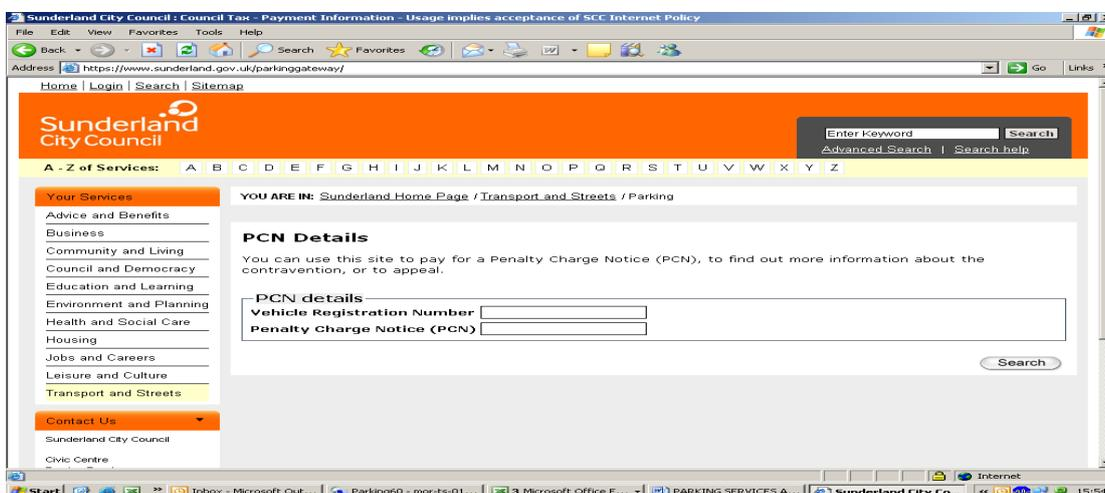 Sunderland City Council : Council Tax - Payment Information - Usage implies acceptance of SCC Internet Policy
File Edit View Favorites Tools Help
Back Search Favorites
Address https://www.sunderland.gov.uk/parkinggateway/ Go Links
Home | Login | Search | Sitemap
Sunderland
City Council
Enter Keyword Search
Advanced Search | Search help
A - Z of Services: A B C D E F G H I J K L M N O P Q R S T U V W X Y Z
Your Services
Advice and Benefits
Business
Community and Living
Council and Democracy
Education and Learning
Environment and Planning
Health and Social Care
Housing
Jobs and Careers
Leisure and Culture
Transport and Streets
Contact Us
Sunderland City Council
Civic Centre
YOU ARE IN: Sunderland Home Page / Transport and Streets / Parking
PCN Details
You can use this site to pay for a Penalty Charge Notice (PCN), to find out more information about the
contravention, or to appeal.
PCN details
Vehicle Registration Number
Penalty Charge Notice (PCN)
Search
Internet
Start Inbox - Microsoft Out... Parking60 - mor-ts-01... 3 Microsoft Office E... PARKING SERVICES A... Sunderland City Co... 15:54